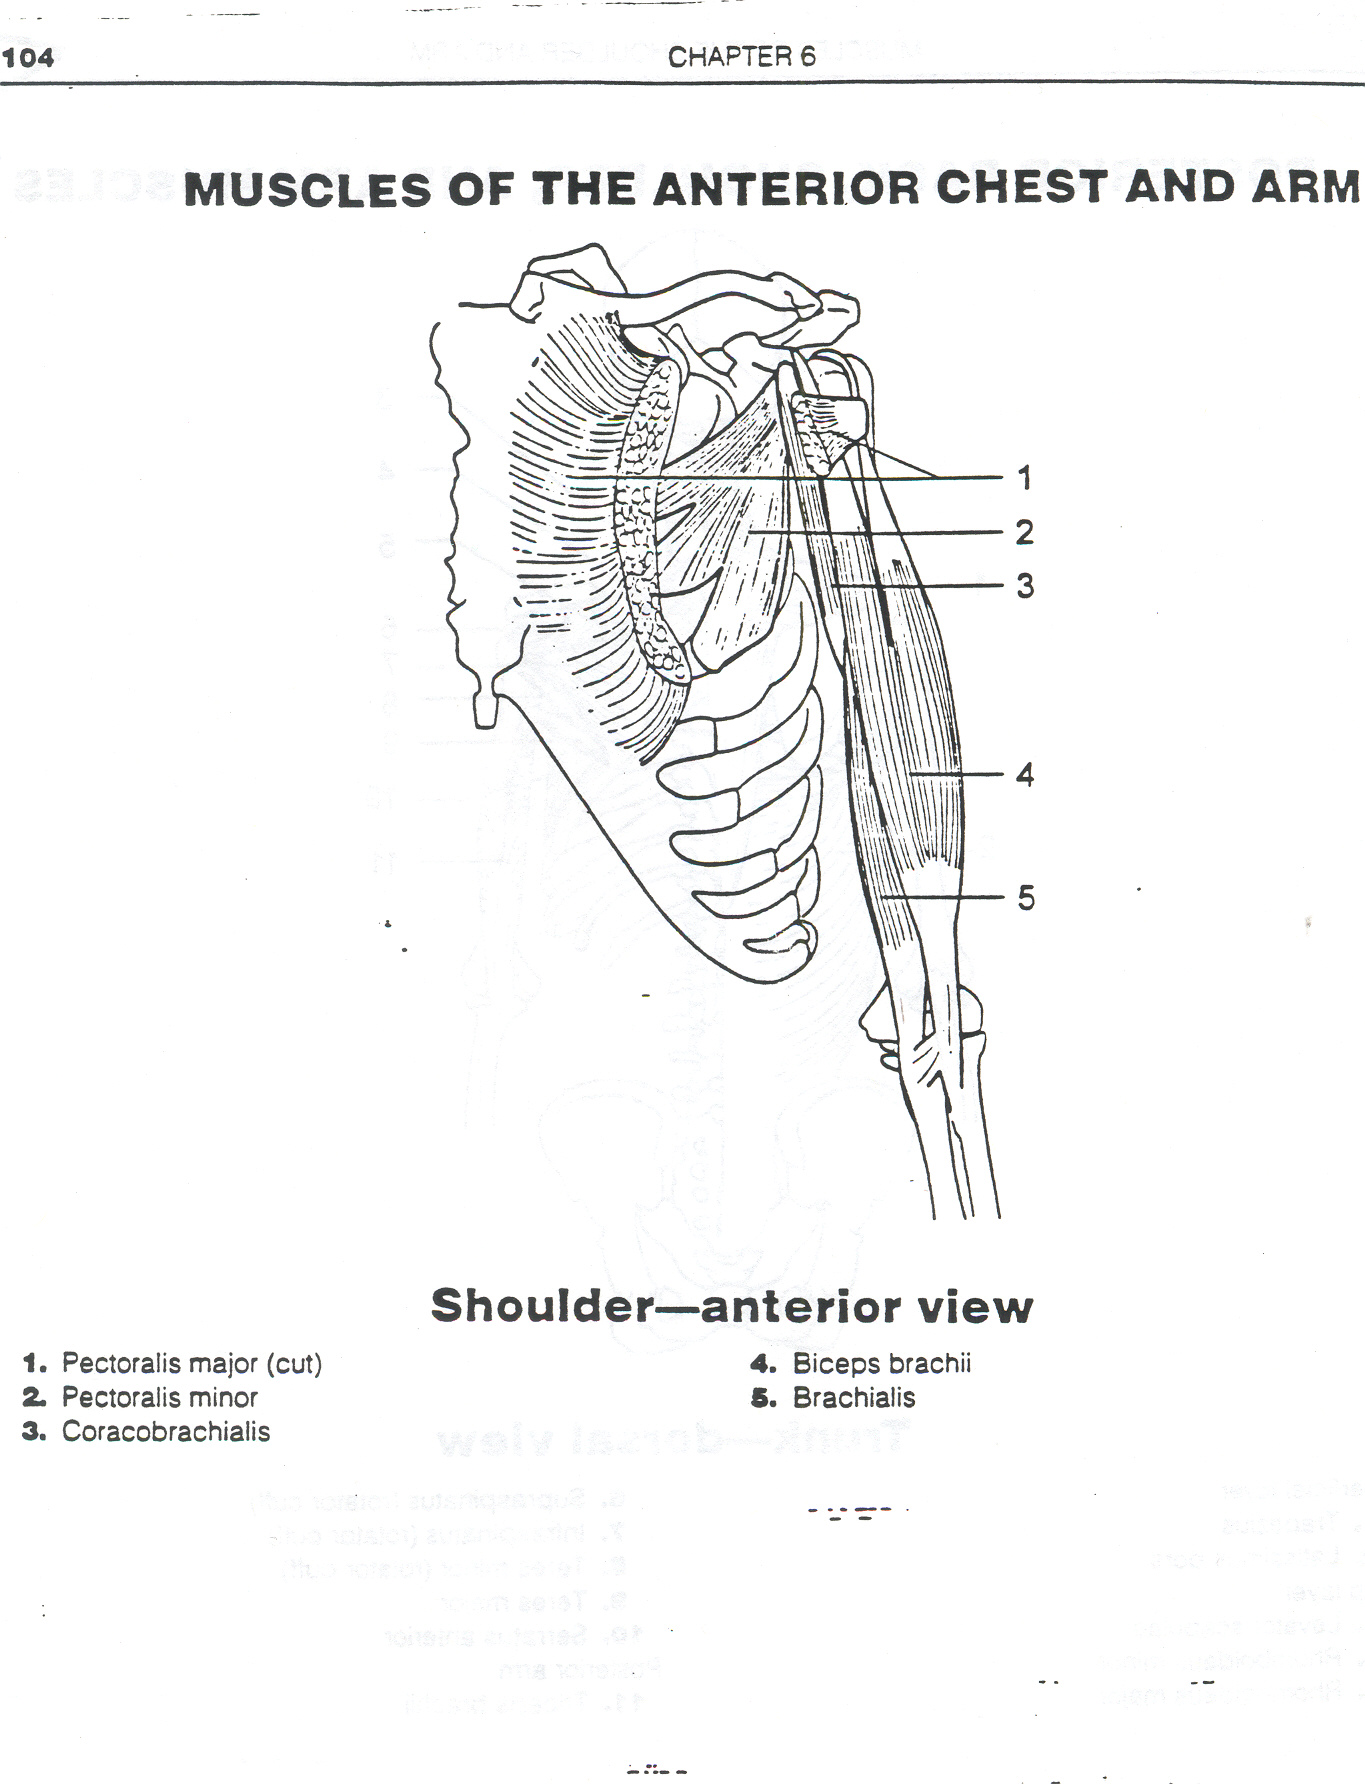 104
CHAPTER 6
MUSCLES OF THE ANTERIOR CHEST AND ARM
1
2
3
4
5
Shoulder—anterior view
1. Pectoralis major (cut)
2. Pectoralis minor
3. Coracobrachialis
4. Biceps brachii
5. Brachialis